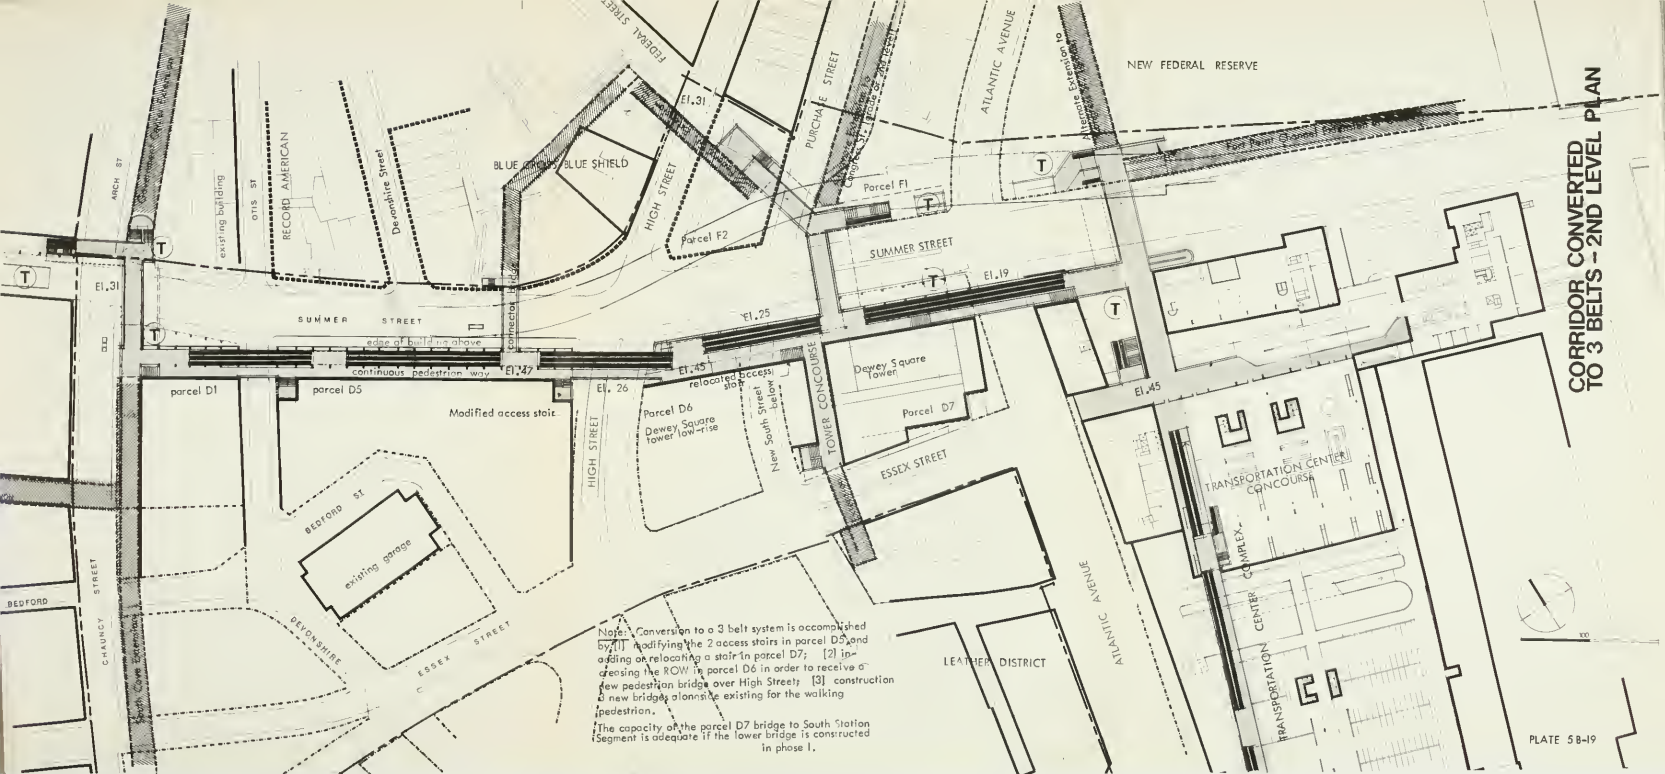 CORRIDOR CONVERTED
TO 3 BELTS - 2ND LEVEL PLAN
FEDERAL STREET
ATLANTIC AVENUE
NEW FEDERAL RESERVE
PURCHASE STREET
Alternate Extension to
El.31
ARCH ST
existing building
OTIS ST
RECORD AMERICAN
Devonshire Street
BLUE CROSS/BLUE SHIELD
HIGH STREET
Parcel F1
Parcel F2
T
T
T
T
T
T
T
SUMMER STREET
El.19
El.31
SUMMER STREET
El.25
connector bridge
edge of building above
continuous pedestrian way
El.47
El.45
relocated access
stair
El. 26
parcel D1
parcel D5
Modified access stair
HIGH STREET
Parcel D6
Dewey Square
tower low-rise
New South Street
below
TOWER CONCOURSE
Dewey Square
Tower
Parcel D7
El.45
ESSEX STREET
TRANSPORTATION CENTER
CONCOURSE
BEDFORD ST
existing garage
BEDFORD
CHAUNCY STREET
South Cove Extension
DEVONSHIRE
ESSEX STREET
ATLANTIC AVENUE
TRANSPORTATION CENTER COMPLEX
LEATHER DISTRICT
Note: Conversion to a 3 belt system is accomplished
by: [1] modifying the 2 access stairs in parcel D5, and
adding or relocating a stair in parcel D7; [2] in-
creasing the ROW in parcel D6 in order to receive a
new pedestrian bridge over High Street; [3] construction
3 new bridges alongside existing for the walking
pedestrian.
The capacity of the parcel D7 bridge to South Station
Segment is adequate if the lower bridge is constructed
in phase 1.
100
PLATE 5B-19